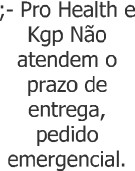 ;- Pro Health e
Kgp Não
atendem o
prazo de
entrega,
pedido
emergencial.